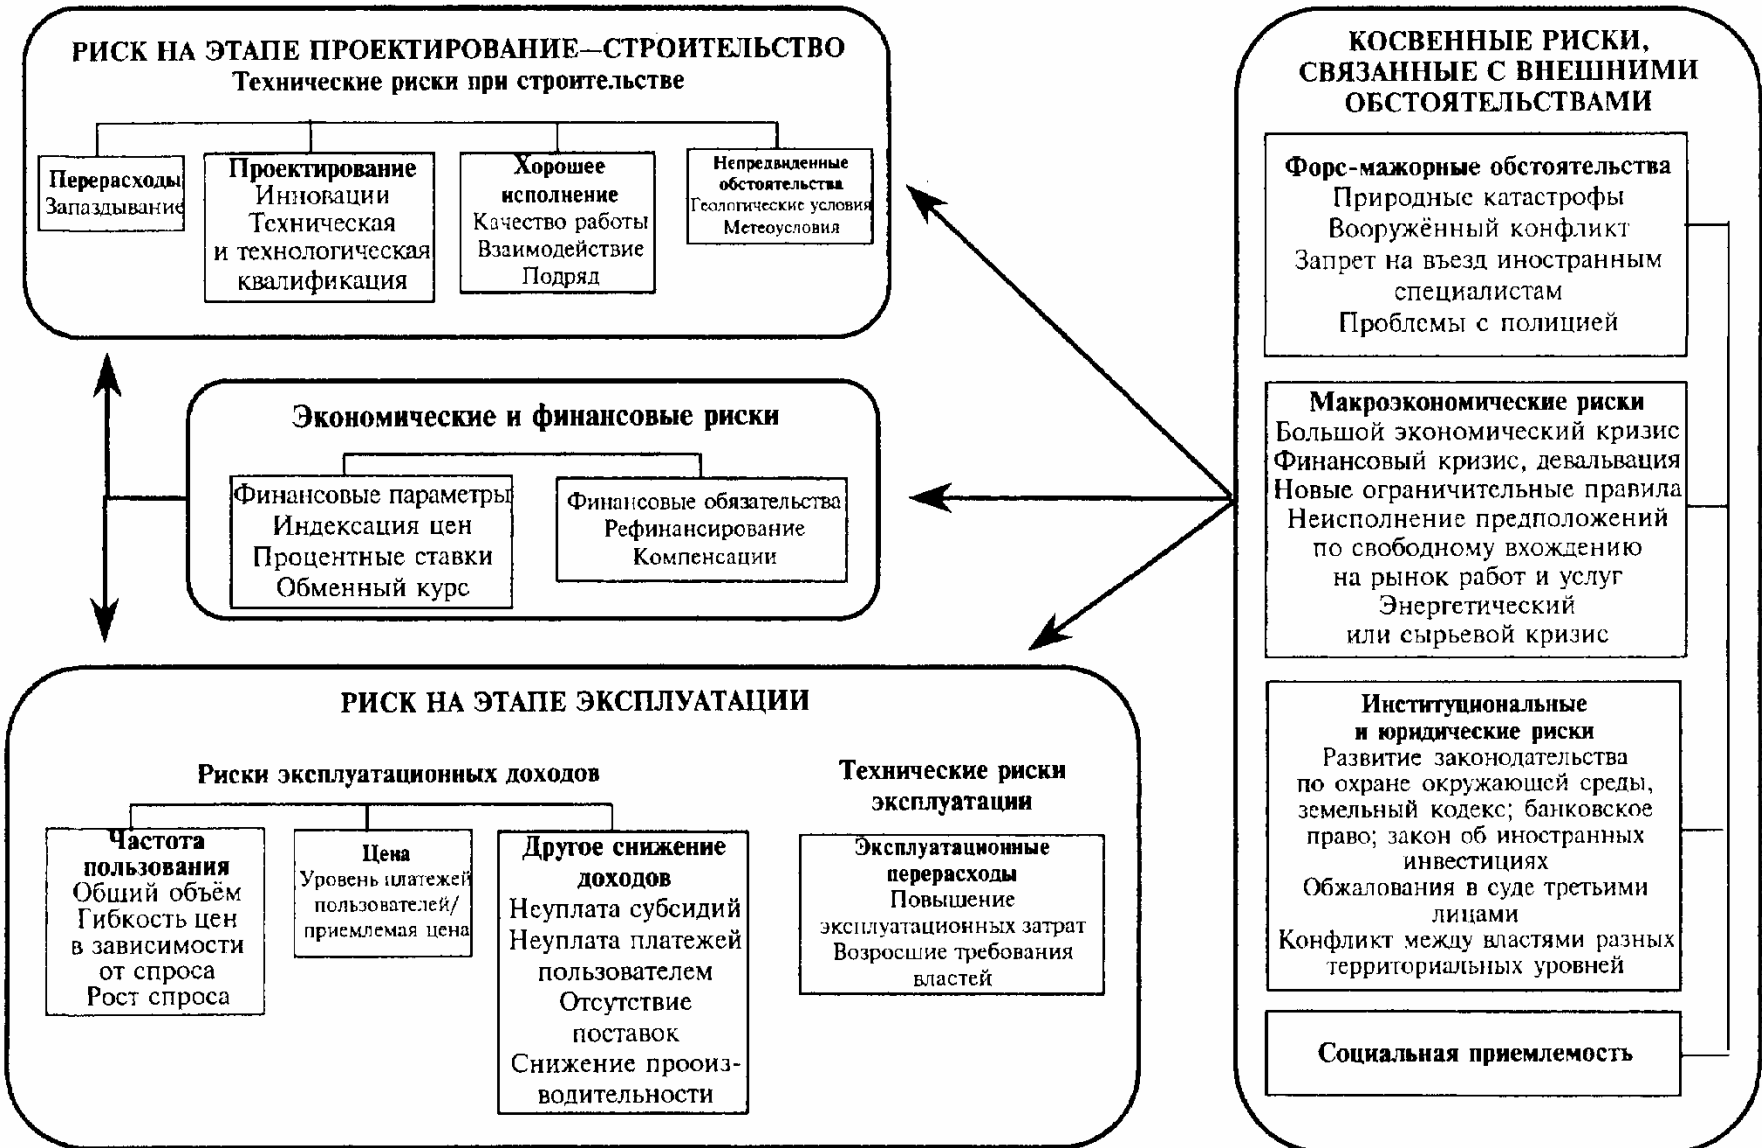 РИСК НА ЭТАПЕ ПРОЕКТИРОВАНИЕ—СТРОИТЕЛЬСТВО
Технические риски при строительстве
Перерасходы
Запаздывание
Проектирование
Инновации
Техническая
и технологическая
квалификация
Хорошее
исполнение
Качество работы
Взаимодействие
Подряд
Непредвиденные
обстоятельства
Геологические условия
Метеоусловия
Экономические и финансовые риски
Финансовые параметры
Индексация цен
Процентные ставки
Обменный курс
Финансовые обязательства
Рефинансирование
Компенсации
РИСК НА ЭТАПЕ ЭКСПЛУАТАЦИИ
Риски эксплуатационных доходов
Частота
пользования
Обший объём
Гибкость цен
в зависимости
от спроса
Рост спроса
Цена
Уровень платежей
пользователей/
приемлемая цена
Другое снижение
доходов
Неуплата субсидий
Неуплата платежей
пользователем
Отсутствие
поставок
Снижение прооиз-
водительности
Технические риски
эксплуатации
Эксплуатационные
перерасходы
Повышение
эксплуатационных затрат
Возросшие требования
властей
КОСВЕННЫЕ РИСКИ,
СВЯЗАННЫЕ С ВНЕШНИМИ
ОБСТОЯТЕЛЬСТВАМИ
Форс-мажорные обстоятельства
Природные катастрофы
Вооружённый конфликт
Запрет на въезд иностранным
специалистам
Проблемы с полицией
Макроэкономические риски
Большой экономический кризис
Финансовый кризис, девальвация
Новые ограничительные правила
Неисполнение предположений
по свободному вхождению
на рынок работ и услуг
Энергетический
или сырьевой кризис
Институциональные
и юридические риски
Развитие законодательства
по охране окружаюшей среды,
земельный кодекс; банковское
право; закон об иностранных
инвестициях
Обжалования в суде третьими
лицами
Конфликт между властями разных
территориальных уровней
Социальная приемлемость